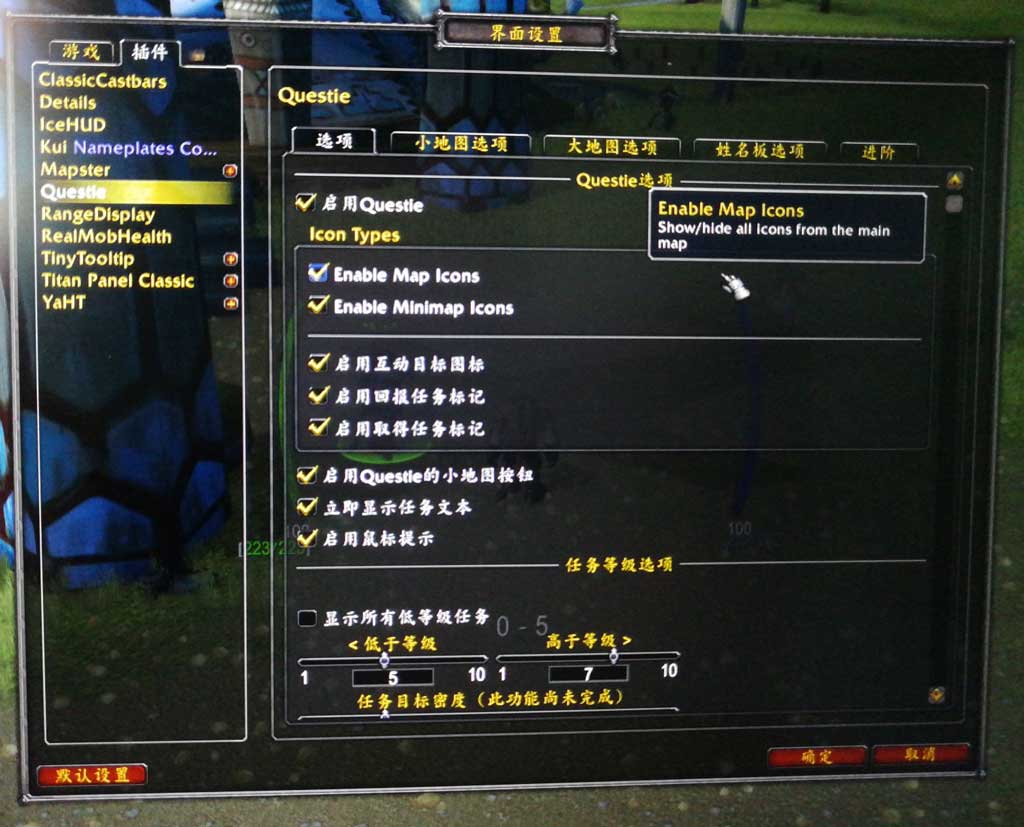 界面设置
游戏
插件
ClassicCastbars
Details
IceHUD
Kui Nameplates Co...
Mapster
Questie
RangeDisplay
RealMobHealth
TinyTooltip
Titan Panel Classic
YaHT
Questie
选项
小地图选项
大地图选项
姓名板选项
进阶
Questie选项
启用Questie
Enable Map Icons
Show/hide all icons from the main
map
Icon Types
Enable Map Icons
Enable Minimap Icons
启用互动目标图标
启用回报任务标记
启用取得任务标记
启用Questie的小地图按钮
立即显示任务文本
启用鼠标提示
100
100
任务等级选项
显示所有低等级任务
0 - 5
< 低于等级
高于等级 >
1
5
10
1
7
10
任务目标密度（此功能尚未完成）
默认设置
确定
取消